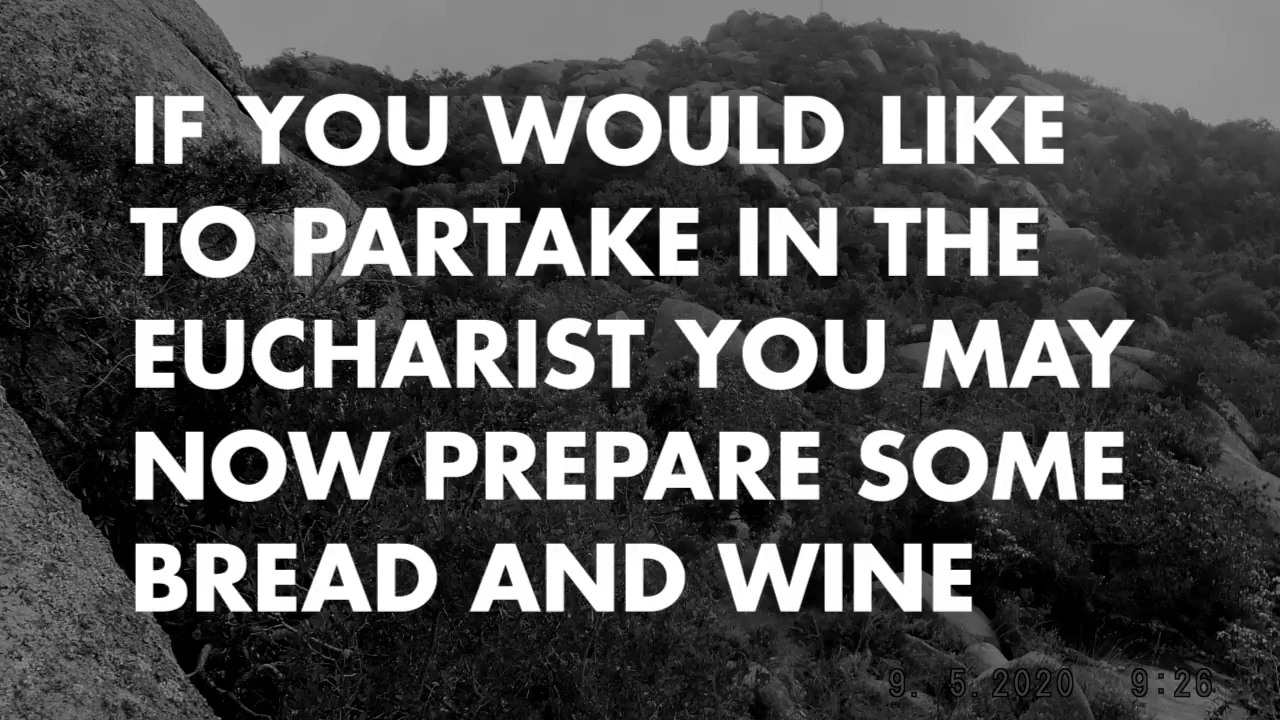 IF YOU WOULD LIKE
TO PARTAKE IN THE
EUCHARIST YOU MAY
NOW PREPARE SOME
BREAD AND WINE
9. 5.2020 9:26